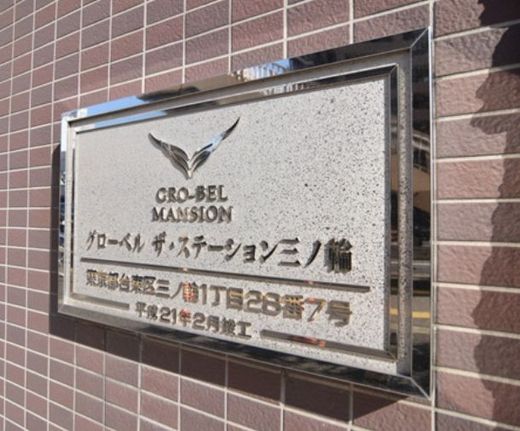 GRO-BEL
MANSION
グローベル ザ・ステーション三ノ輪
東京都台東区三ノ輪1丁目28番7号
平成21年2月竣工